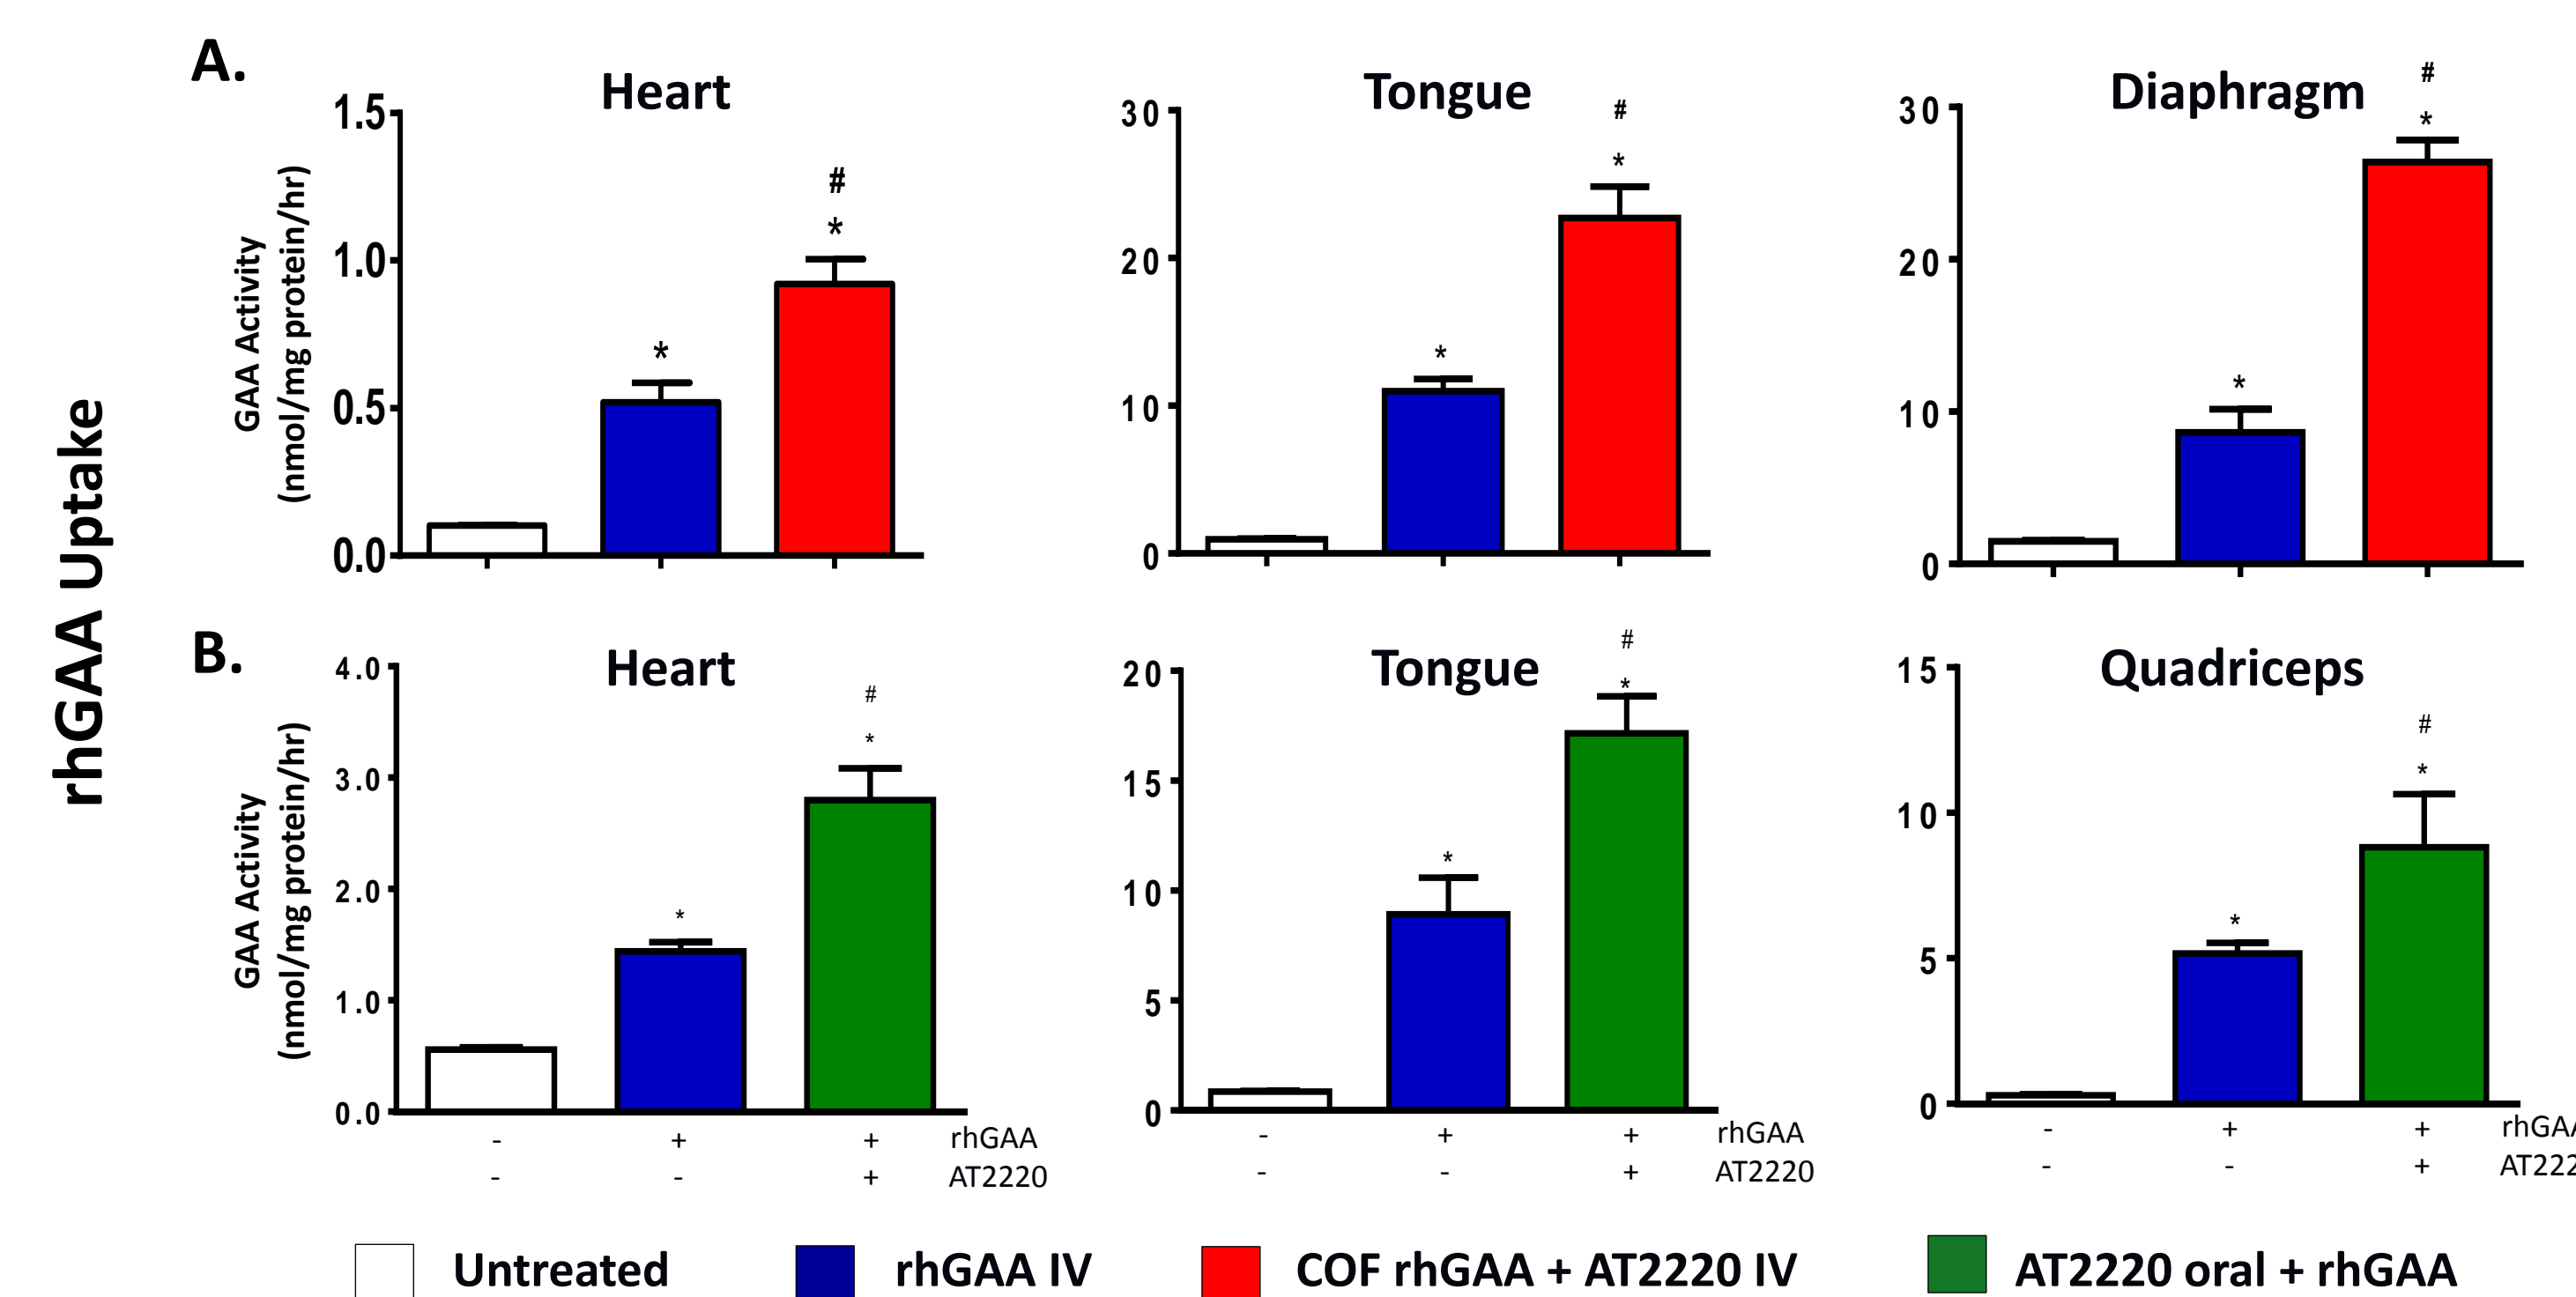 A.
Heart
Tongue
Diaphragm
rhGAA Uptake
GAA Activity
(nmol/mg protein/hr)
1.5
1.0
0.5
0.0
*
#
*
30
20
10
0
*
#
*
30
20
10
0
*
#
*
B.
Heart
Tongue
Quadriceps
GAA Activity
(nmol/mg protein/hr)
4.0
3.0
2.0
1.0
0.0
*
#
*
20
15
10
5
0
*
#
*
15
10
5
0
*
#
*
- + + rhGAA
- - + AT2220
- + + rhGAA
- - + AT2220
- + + rhGA
- - + AT222
Untreated
rhGAA IV
COF rhGAA + AT2220 IV
AT2220 oral + rhGAA